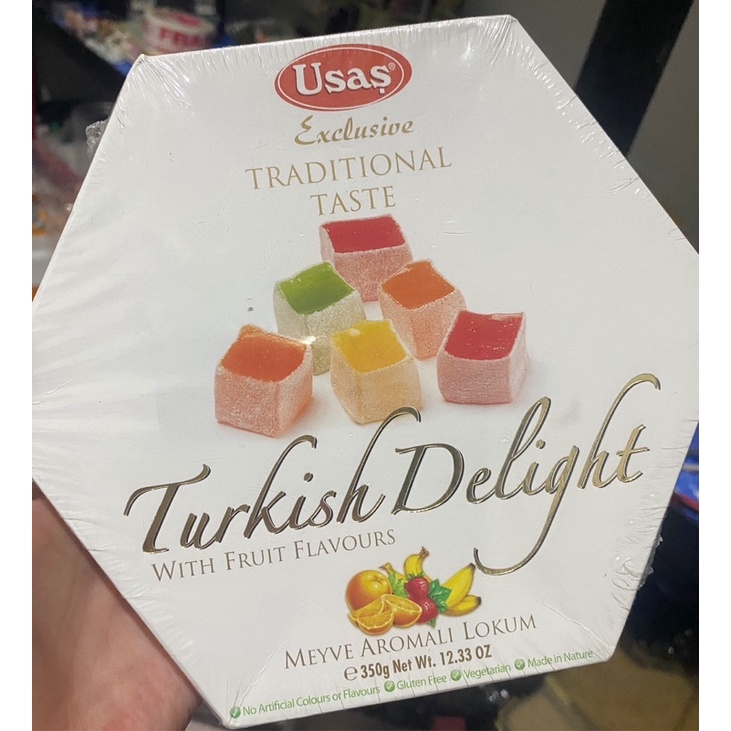 Usaş®
Exclusive
TRADITIONAL
TASTE
Turkish Delight
WITH FRUIT FLAVOURS
MEYVE AROMALI LOKUM
℮ 350g Net Wt. 12.33 OZ
No Artificial Colours or Flavours Gluten Free Vegetarian Made in Nature